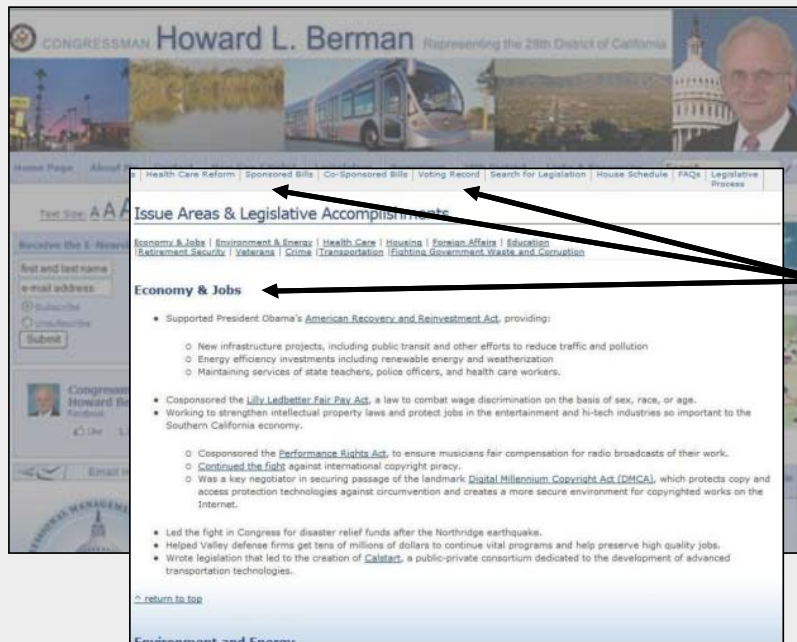 CONGRESSMAN Howard L. Berman Representing the 28th District of California
Home Page
Text Size: A A A
Receive the E-News
first and last name
e-mail address
Subscribe
Unsubscribe
Submit
Congressm
Howard Be
Facebook
Like
Email
Health Care Reform | Sponsored Bills | Co-Sponsored Bills | Voting Record | Search for Legislation | House Schedule | FAQs | Legislative Process
Issue Areas & Legislative Accomplishments
Economy & Jobs | Environment & Energy | Health Care | Housing | Foreign Affairs | Education
|Retirement Security | Veterans | Crime |Transportation |Fighting Government Waste and Corruption
Economy & Jobs
• Supported President Obama's American Recovery and Reinvestment Act, providing:
o New infrastructure projects, including public transit and other efforts to reduce traffic and pollution
o Energy efficiency investments including renewable energy and weatherization
o Maintaining services of state teachers, police officers, and health care workers.
• Cosponsored the Lilly Ledbetter Fair Pay Act, a law to combat wage discrimination on the basis of sex, race, or age.
• Working to strengthen intellectual property laws and protect jobs in the entertainment and hi-tech industries so important to the
Southern California economy.
o Cosponsored the Performance Rights Act, to ensure musicians fair compensation for radio broadcasts of their work.
o Continued the fight against international copyright piracy.
o Was a key negotiator in securing passage of the landmark Digital Millennium Copyright Act (DMCA), which protects copy and
access protection technologies against circumvention and creates a more secure environment for copyrighted works on the
Internet.
• Led the fight in Congress for disaster relief funds after the Northridge earthquake.
• Helped Valley defense firms get tens of millions of dollars to continue vital programs and help preserve high quality jobs.
• Wrote legislation that led to the creation of Calstart, a public-private consortium dedicated to the development of advanced
transportation technologies.
^ return to top
Environment and Energy